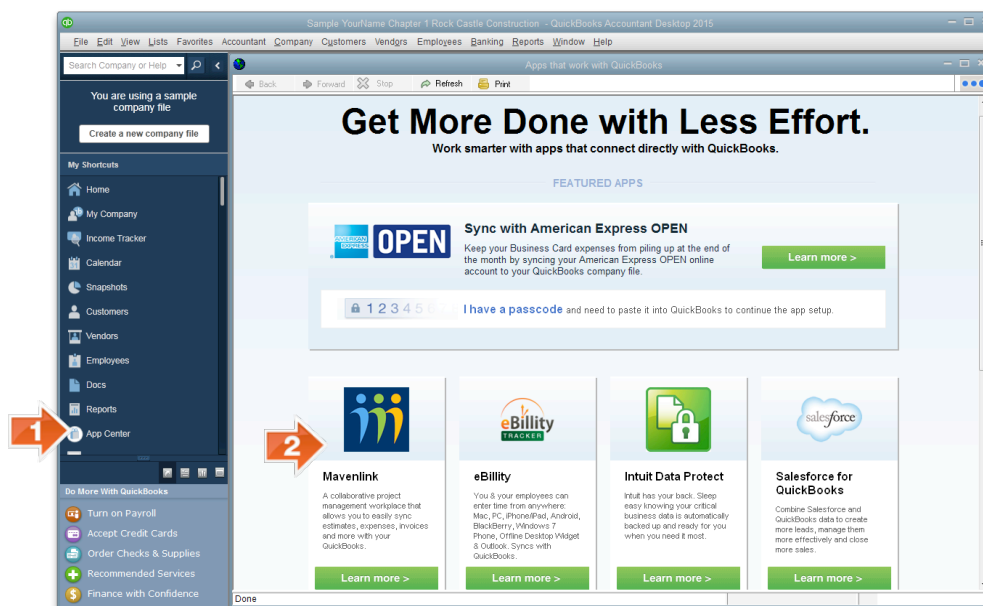 Sample YourName Chapter 1 Rock Castle Construction - QuickBooks Accountant Desktop 2015
File Edit View Lists Favorites Accountant Company Customers Vendors Employees Banking Reports Window Help
Search Company or Help
You are using a sample
company file
Create a new company file
My Shortcuts
Home
My Company
Income Tracker
Calendar
Snapshots
Customers
Vendors
Employees
Docs
Reports
1
App Center
Do More With QuickBooks
Turn on Payroll
Accept Credit Cards
Order Checks & Supplies
Recommended Services
Finance with Confidence
Apps that work with QuickBooks
Back Forward Stop Refresh Print
Get More Done with Less Effort.
Work smarter with apps that connect directly with QuickBooks.
FEATURED APPS
AMERICAN EXPRESS
OPEN
Sync with American Express OPEN
Keep your Business Card expenses from piling up at the end of
the month by syncing your American Express OPEN online
account to your QuickBooks company file.
Learn more >
1 2 3 4 5
I have a passcode and need to paste it into QuickBooks to continue the app setup.
2
Mavenlink
A collaborative project
management workplace that
allows you to easily sync
estimates, expenses, invoices
and more with your
QuickBooks.
Learn more >
eBillity
TRACKER
eBillity
You & your employees can
enter time from anywhere:
Mac, PC, iPhone/iPad, Android,
BlackBerry, Windows 7
Phone, Offline Desktop Widget
& Outlook. Syncs with
QuickBooks.
Learn more >
Intuit Data Protect
Intuit has your back. Sleep
easy knowing your critical
business data is automatically
backed up and ready for you
when you need it most.
Learn more >
salesforce
Salesforce for
QuickBooks
Combine Salesforce and
QuickBooks data to create
more leads, manage them
more effectively and close
more sales.
Learn more >
Done